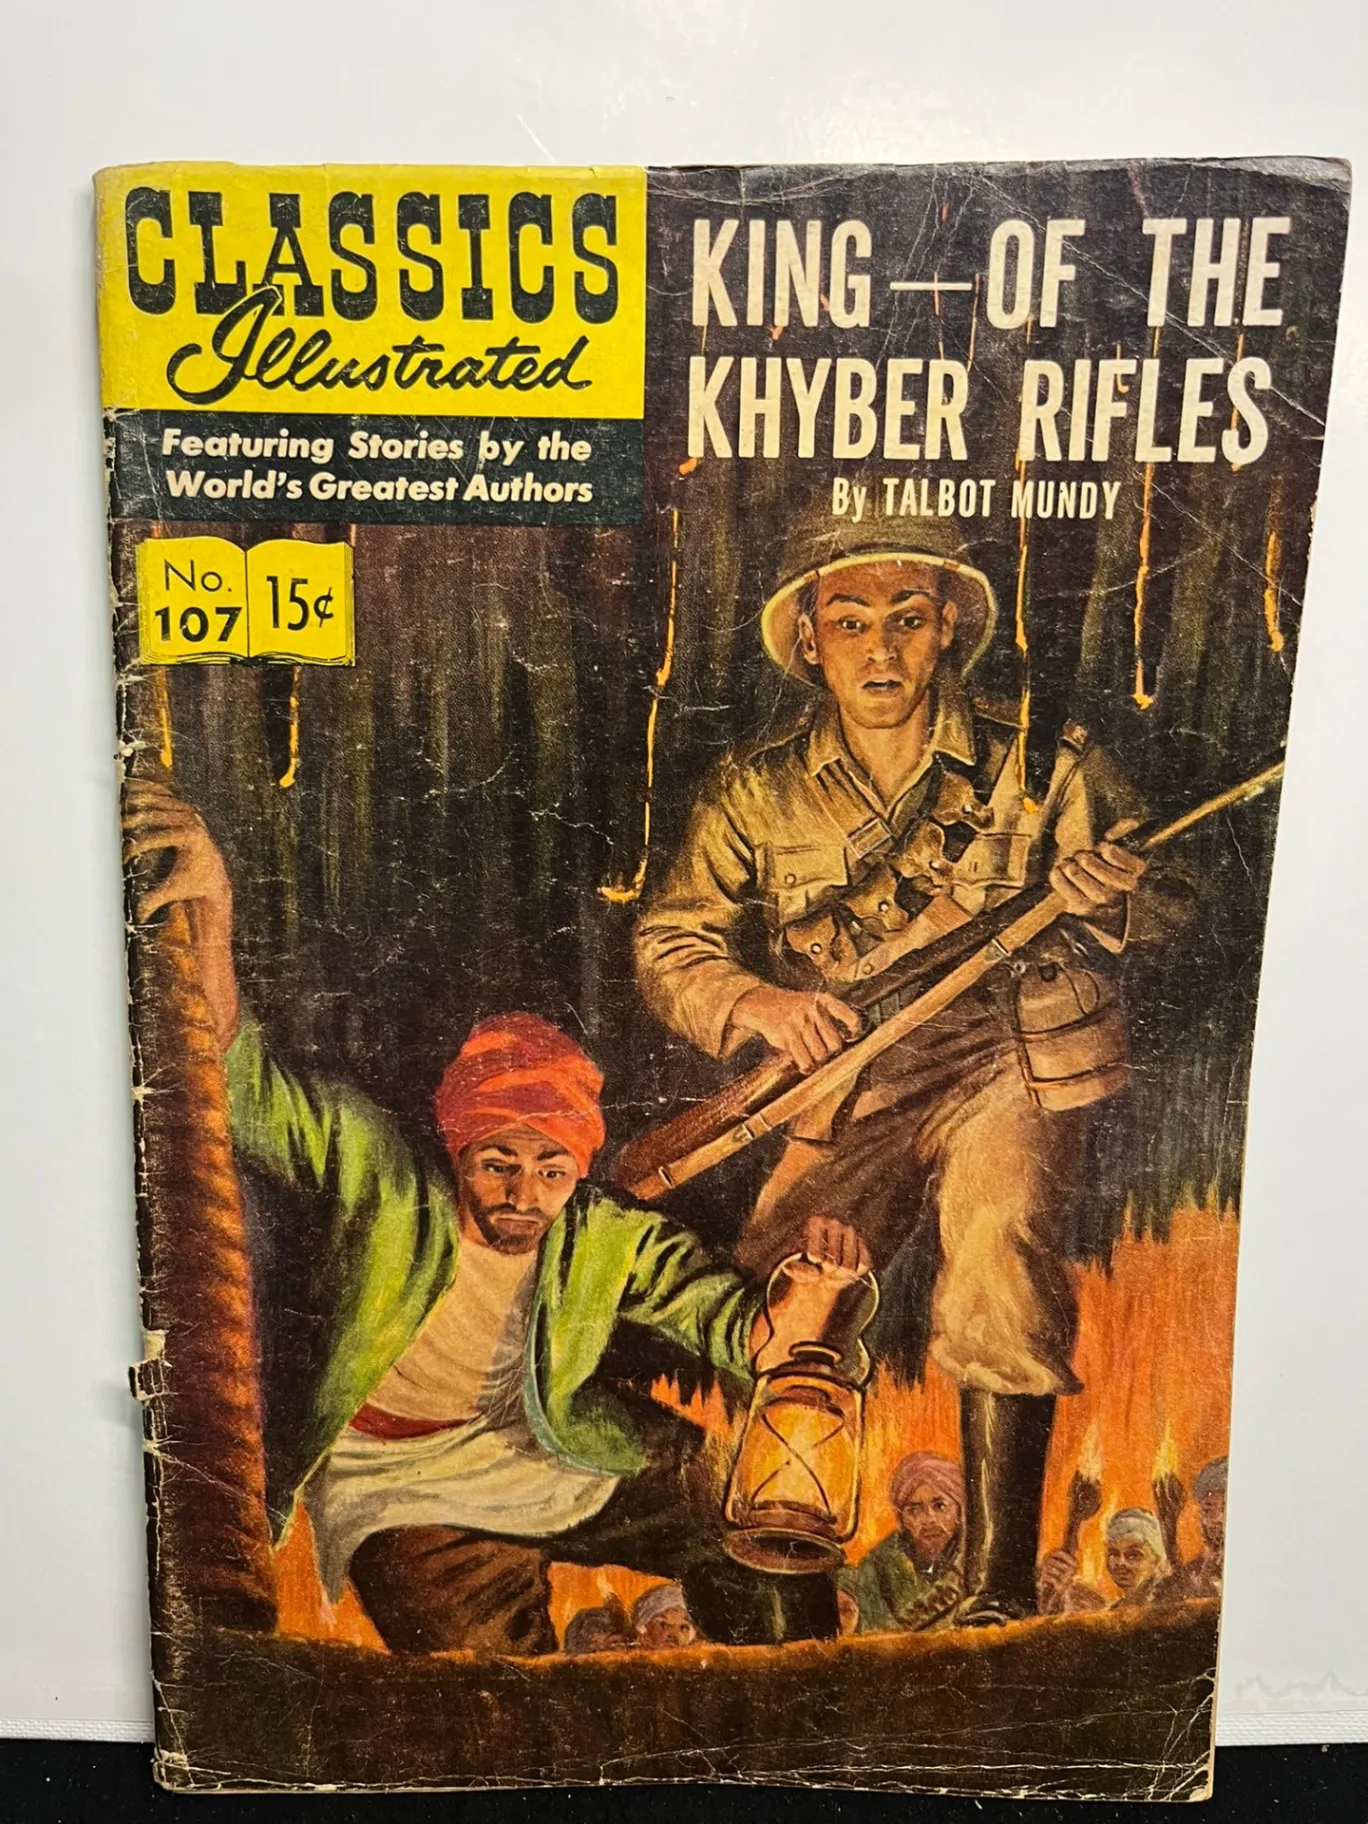 CLASSICS
Illustrated
Featuring Stories by the
World's Greatest Authors
No.
107
15¢
KING — OF THE
KHYBER RIFLES
By TALBOT MUNDY